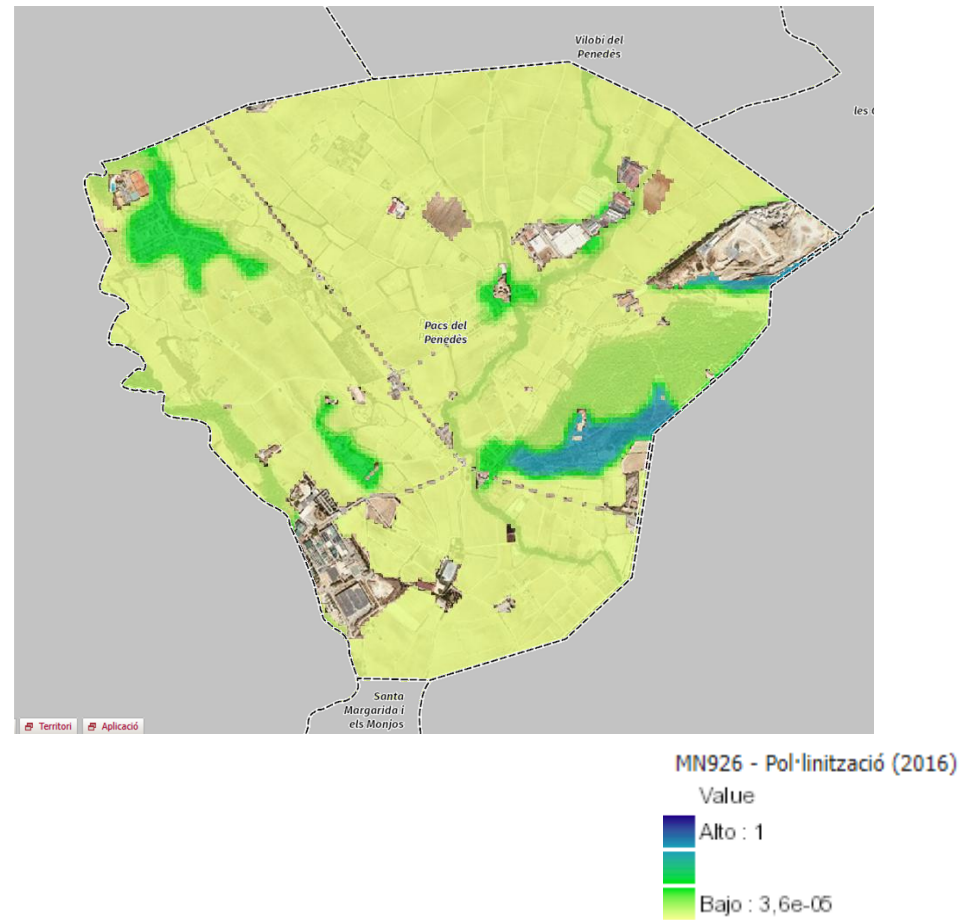 Vilobí del
Penedès
les
Pacs del
Penedès
Santa
Margarida i
els Monjos
Territori
Aplicació
MN926 - Pol·linització (2016)
Value
Alto : 1
Bajo : 3,6e-05